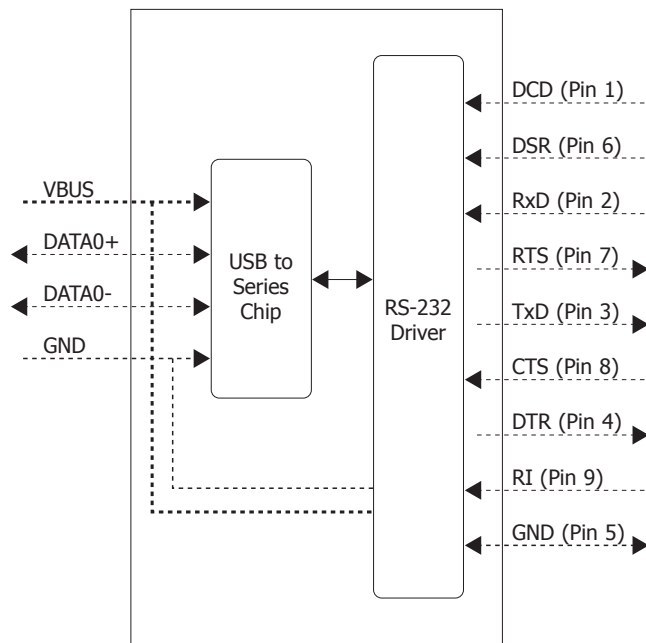 VBUS
DATA0+
DATA0-
GND
USB to
Series
Chip
RS-232
Driver
DCD (Pin 1)
DSR (Pin 6)
RxD (Pin 2)
RTS (Pin 7)
TxD (Pin 3)
CTS (Pin 8)
DTR (Pin 4)
RI (Pin 9)
GND (Pin 5)